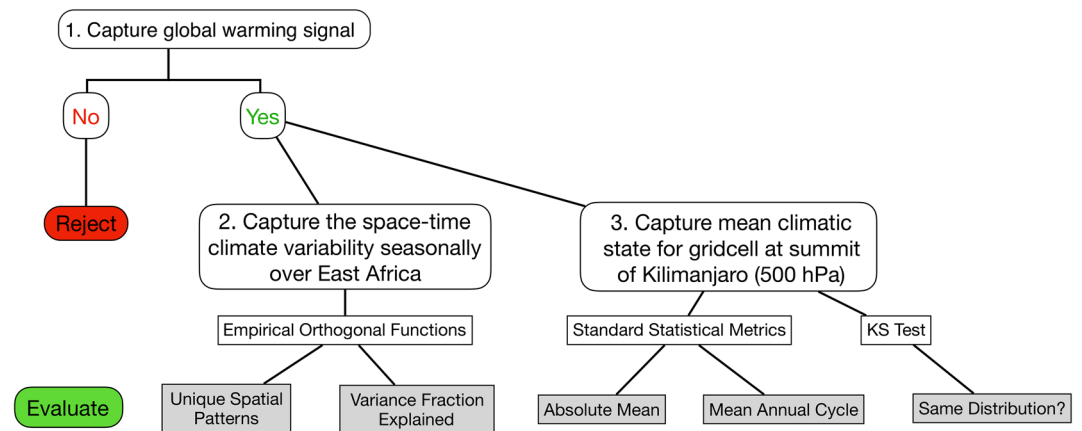 1. Capture global warming signal
No
Yes
Reject
2. Capture the space-time
climate variability seasonally
over East Africa
3. Capture mean climatic
state for gridcell at summit
of Kilimanjaro (500 hPa)
Empirical Orthogonal Functions
Standard Statistical Metrics
KS Test
Evaluate
Unique Spatial
Patterns
Variance Fraction
Explained
Absolute Mean
Mean Annual Cycle
Same Distribution?